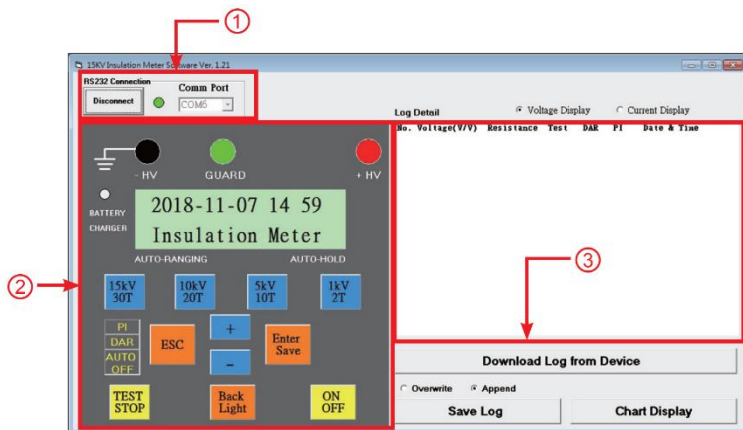 ①
15KV Insulation Meter Software Ver. 1.21
RS232 Connection
Disconnect
Comm Port
COM6
Log Detail
Voltage Display
Current Display
No. Voltage(V/V) Resistance Test DAR PI Date & Time
- HV
GUARD
+ HV
BATTERY
CHARGER
2018-11-07 14 59
Insulation Meter
AUTO-RANGING
AUTO-HOLD
②
③
15kV
30T
10kV
20T
5kV
10T
1kV
2T
PI
DAR
AUTO
OFF
ESC
+
-
Enter
Save
TEST
STOP
Back
Light
ON
OFF
Download Log from Device
Overwrite
Append
Save Log
Chart Display